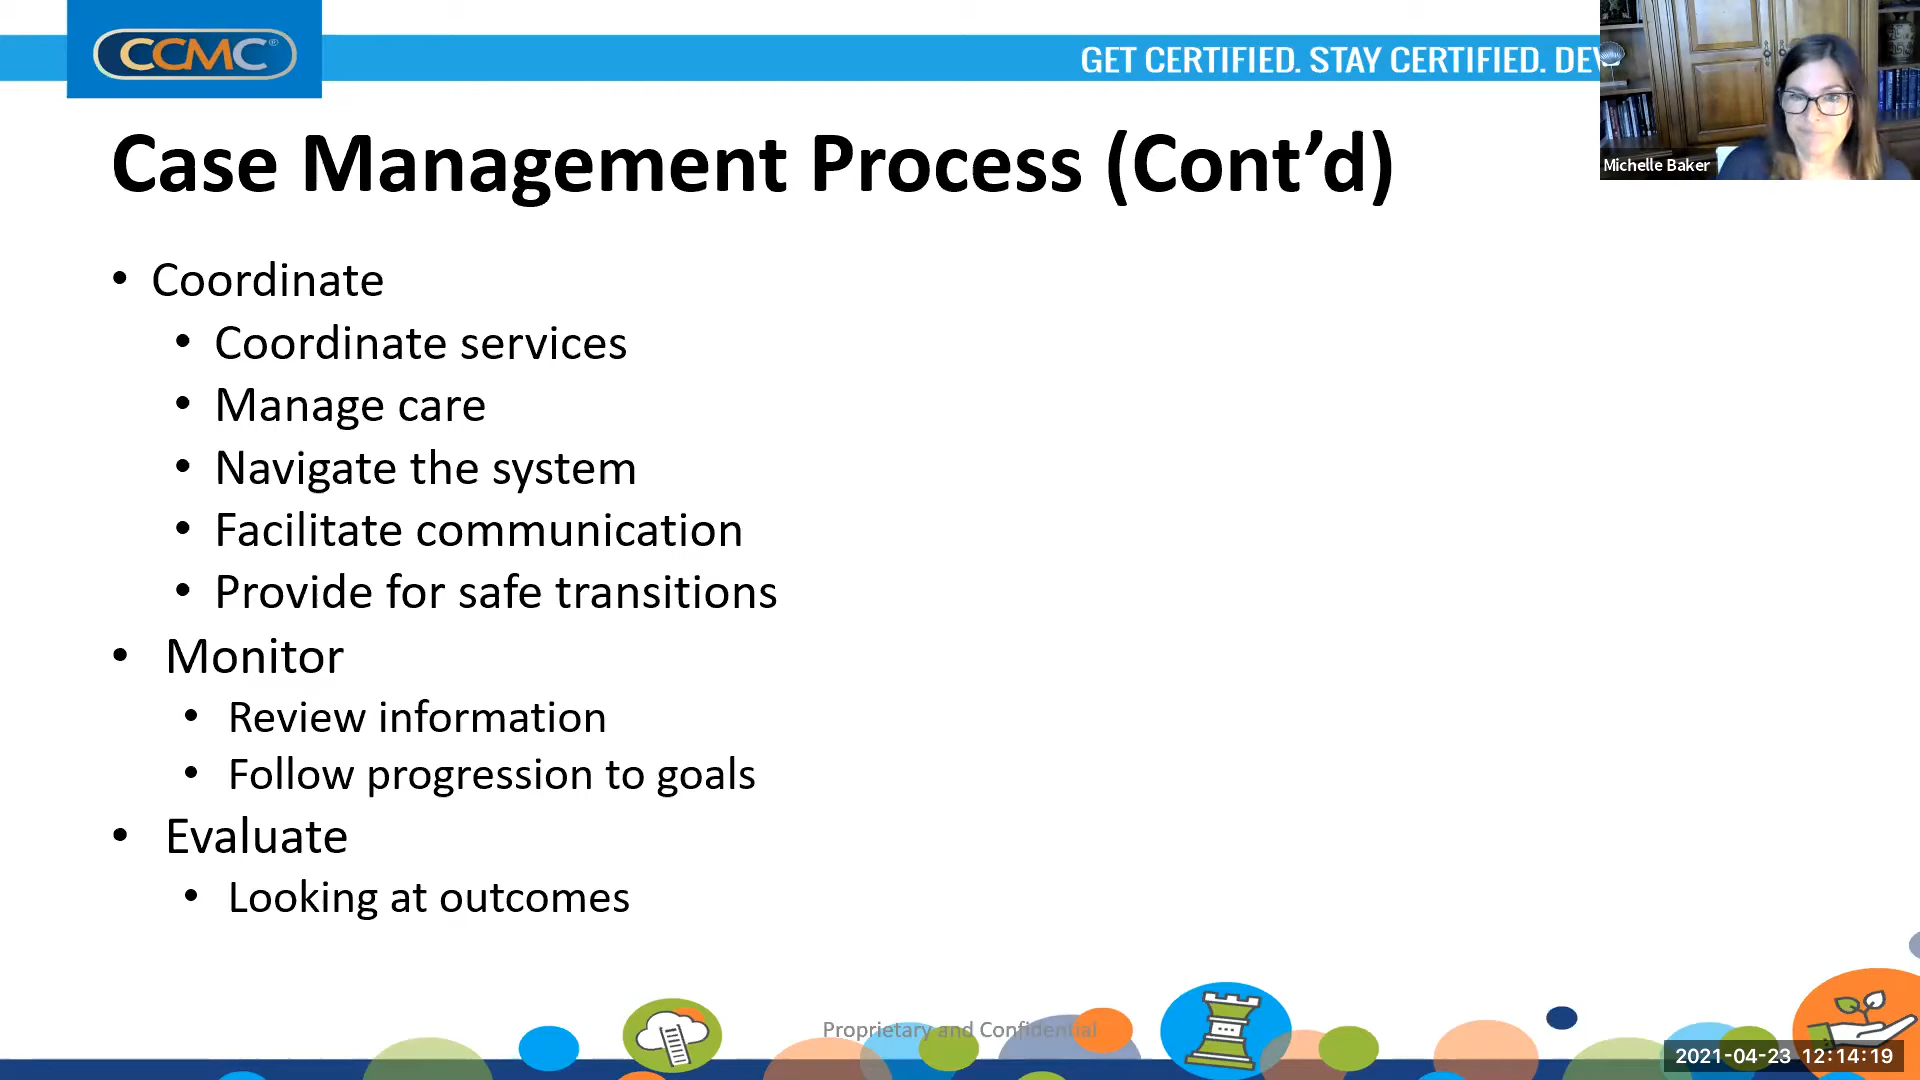 CCMC®
GET CERTIFIED. STAY CERTIFIED. DEV
Michelle Baker
Case Management Process (Cont’d)
• Coordinate
• Coordinate services
• Manage care
• Navigate the system
• Facilitate communication
• Provide for safe transitions
• Monitor
• Review information
• Follow progression to goals
• Evaluate
• Looking at outcomes
Proprietary and Confidential
2021-04-23 12:14:19